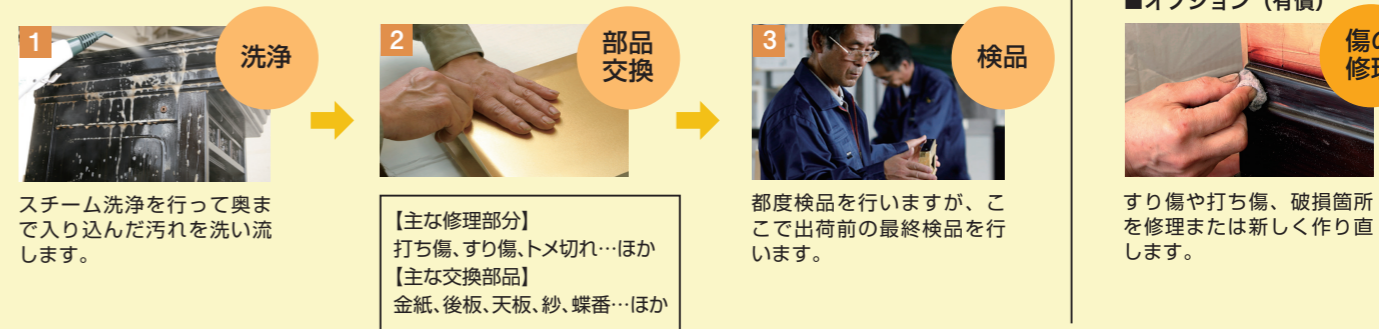 1
洗浄
スチーム洗浄を行って奥ま
で入り込んだ汚れを洗い流
します。
2
部品
交換
【主な修理部分】
打ち傷、すり傷、トメ切れ…ほか
【主な交換部品】
金紙、後板、天板、紗、蝶番…ほか
3
検品
都度検品を行いますが、こ
こで出荷前の最終検品を行
います。
■オプション（有償）
傷の
修理
すり傷や打ち傷、破損箇所
を修理または新しく作り直
します。